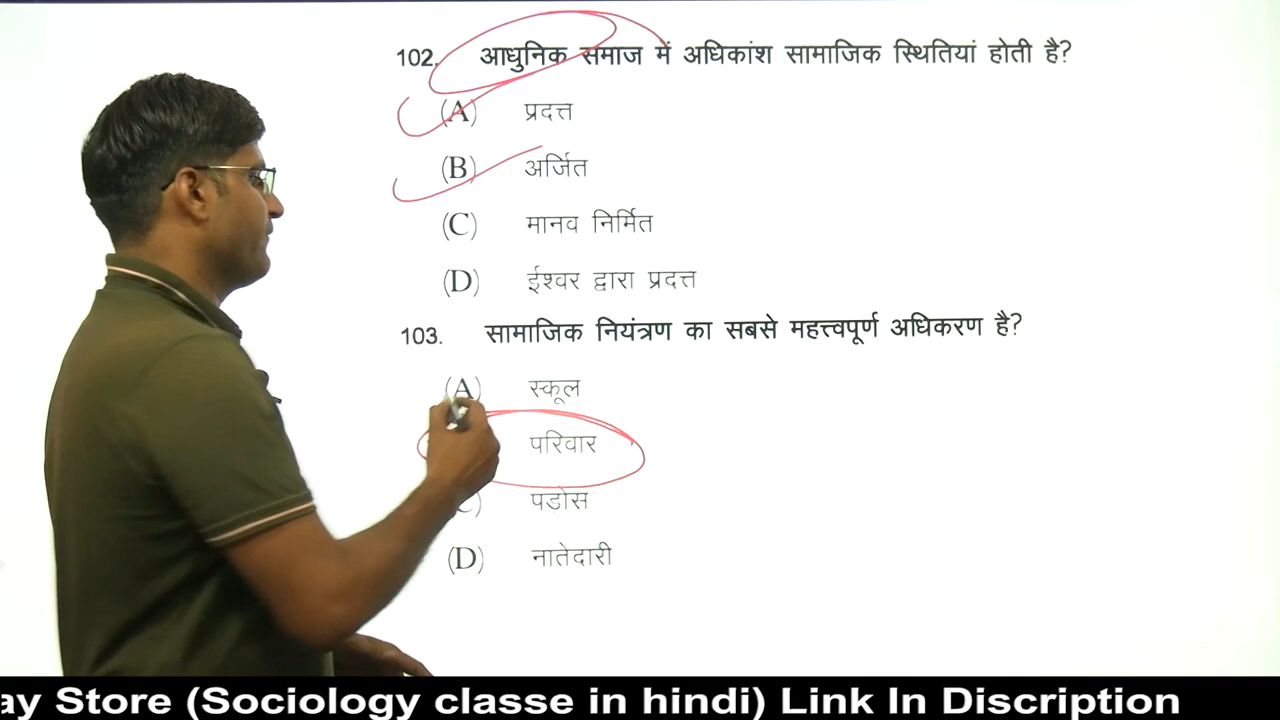 102. आधुनिक समाज में अधिकांश सामाजिक स्थितियां होती है?
(A) प्रदत्त
(B) अर्जित
(C) मानव निर्मित
(D) ईश्वर द्वारा प्रदत्त
103. सामाजिक नियंत्रण का सबसे महत्त्वपूर्ण अधिकरण है?
(A) स्कूल
परिवार
(C) पडोस
(D) नातेदारी
ay Store (Sociology classe in hindi) Link In Discription